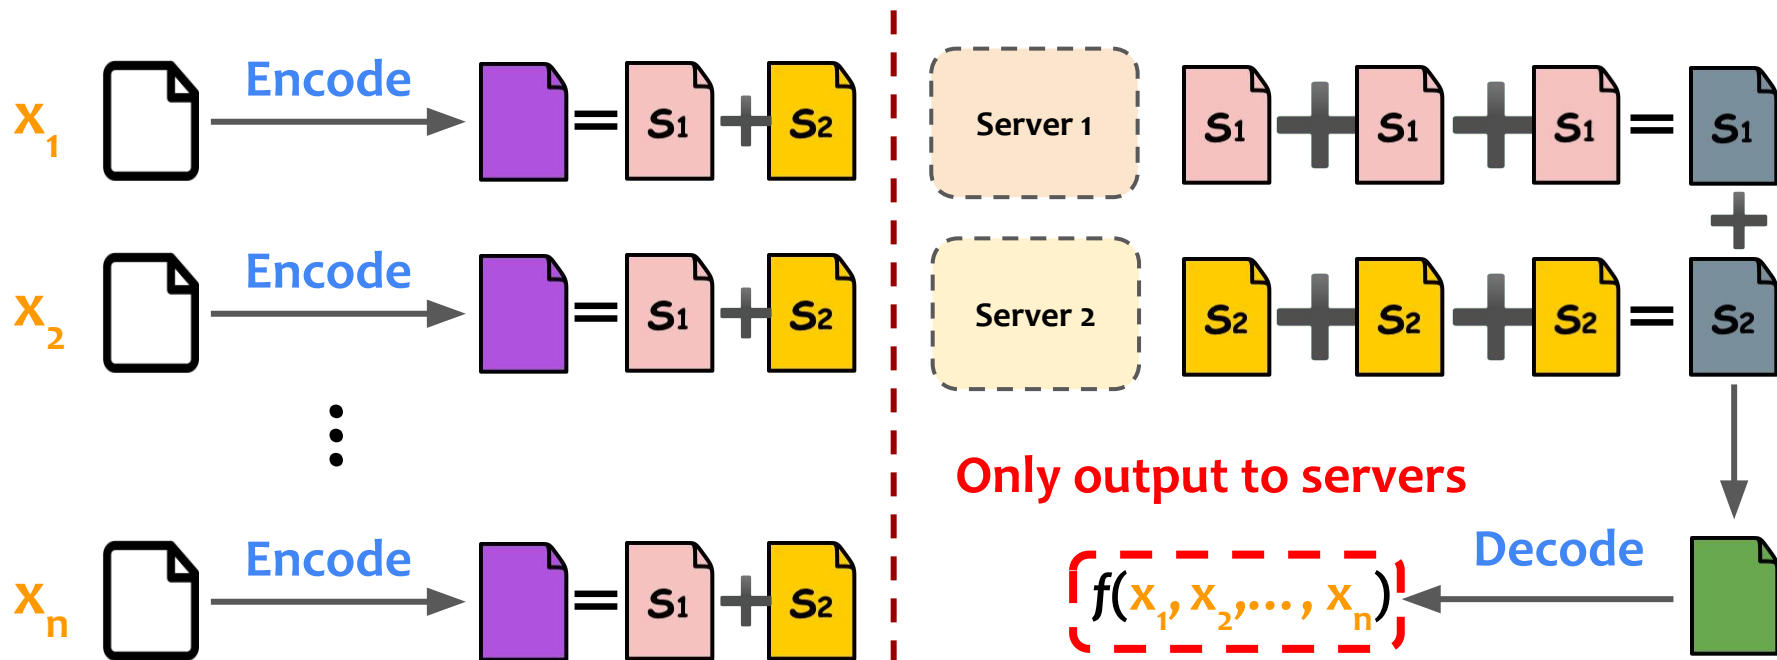 x₁ Encode = S₁ + S₂
x₂ Encode = S₁ + S₂
⋮
xₙ Encode = S₁ + S₂
Server 1 S₁ + S₁ + S₁ = S₁
+
Server 2 S₂ + S₂ + S₂ = S₂
Only output to servers
Decode
f(x₁, x₂,..., xₙ)